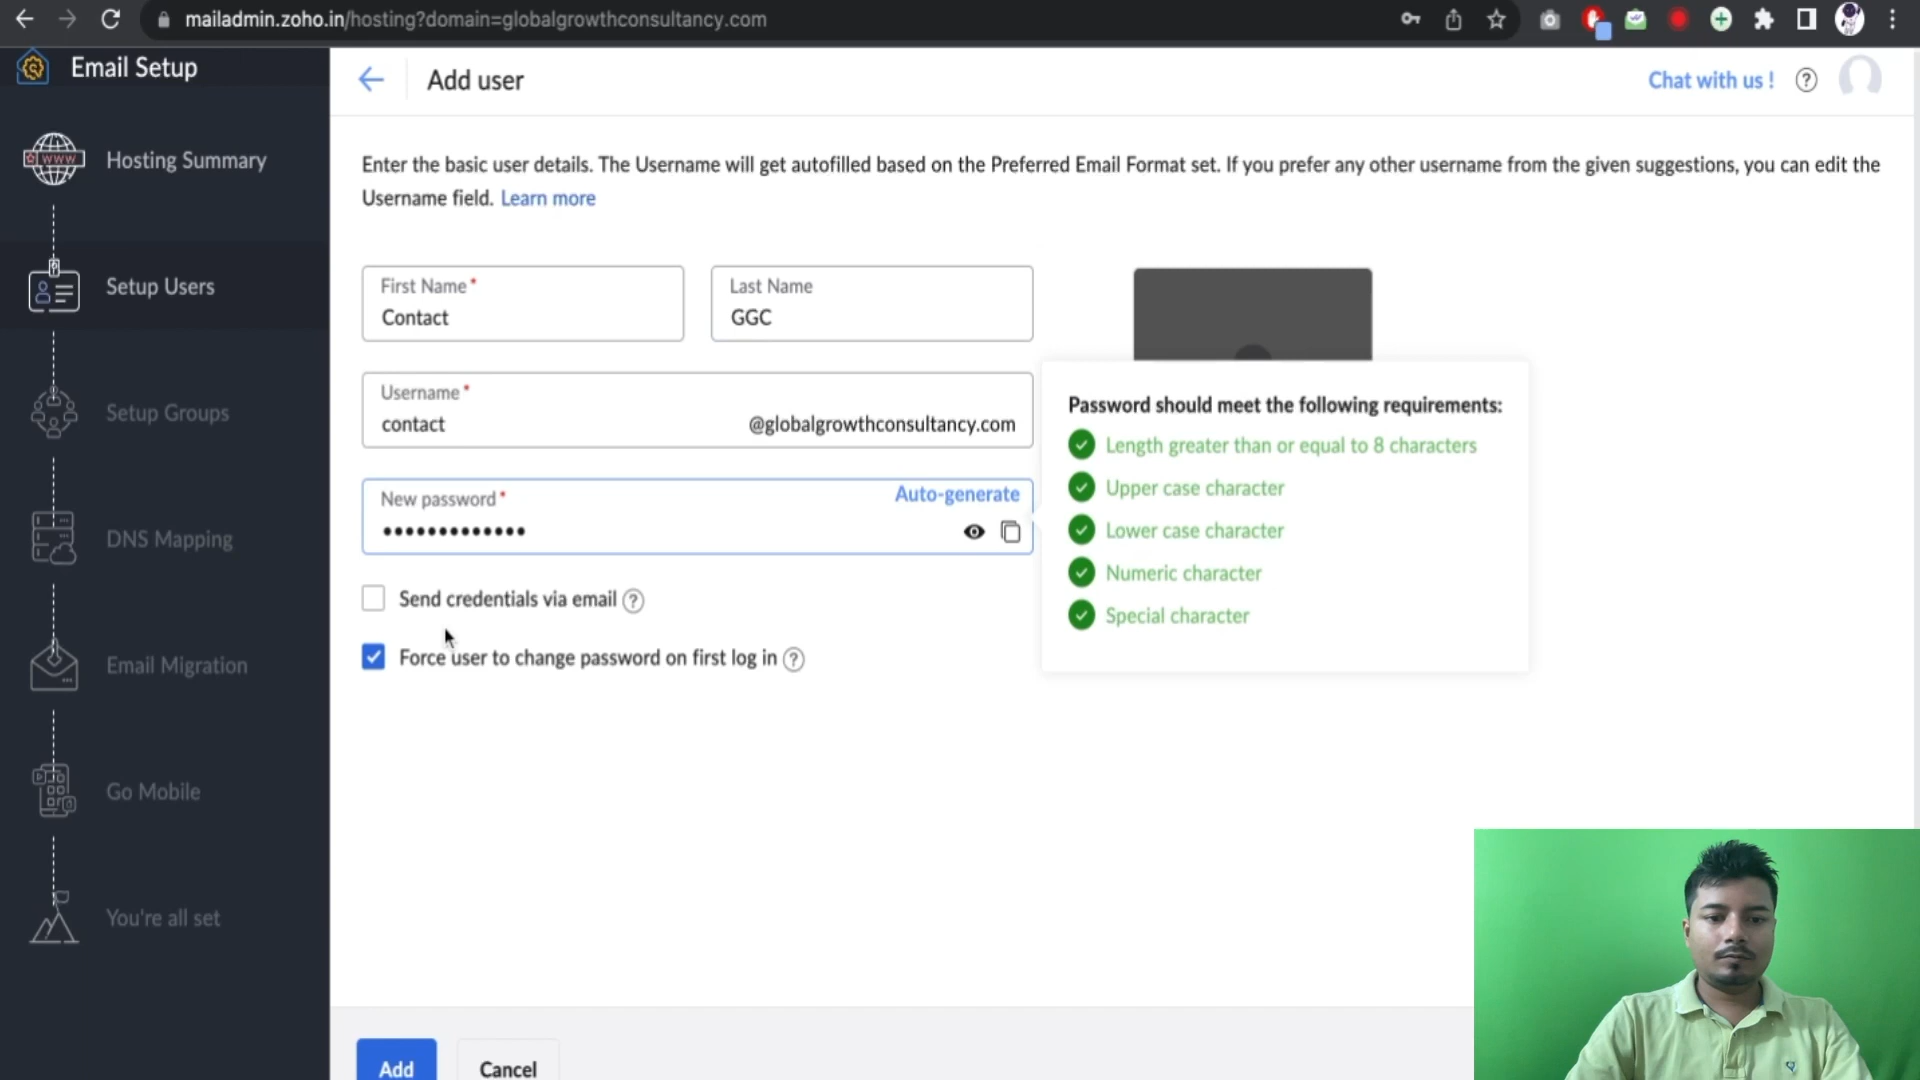 mailadmin.zoho.in/hosting?domain=globalgrowthconsultancy.com
Email Setup
Hosting Summary
Setup Users
Setup Groups
DNS Mapping
Email Migration
Go Mobile
You're all set
Add user
Chat with us !
?
Enter the basic user details. The Username will get autofilled based on the Preferred Email Format set. If you prefer any other username from the given suggestions, you can edit the
Username field. Learn more
First Name *
Contact
Last Name
GGC
Username *
contact
@globalgrowthconsultancy.com
New password *
Auto-generate
•••••••••••••
Send credentials via email ?
Force user to change password on first log in ?
Password should meet the following requirements:
Length greater than or equal to 8 characters
Upper case character
Lower case character
Numeric character
Special character
Add
Cancel
WWW